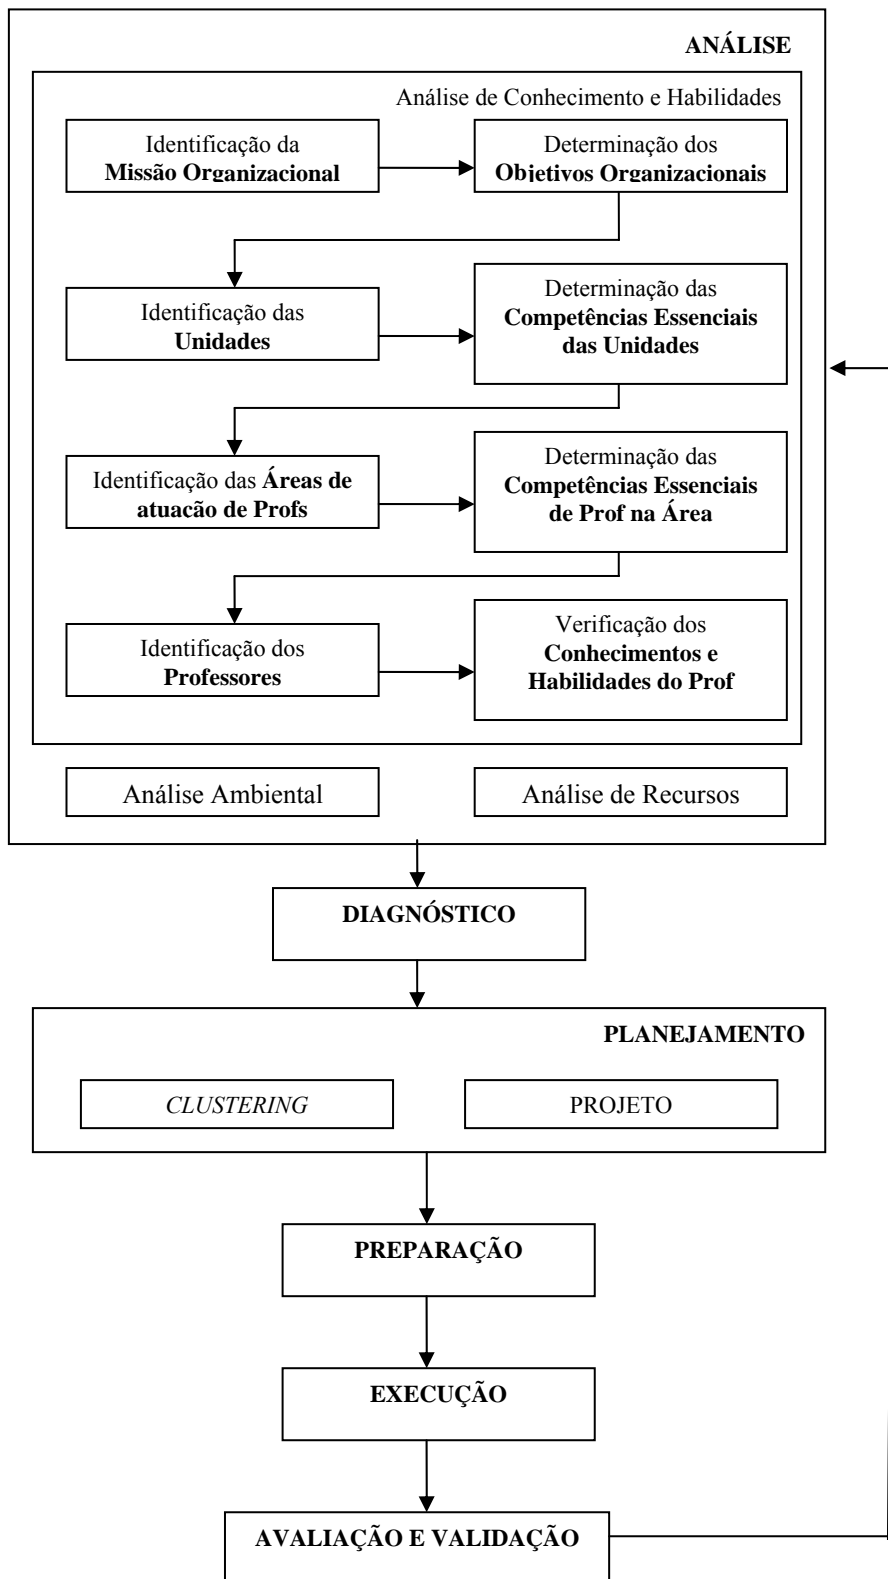 ANÁLISE
Análise de Conhecimento e Habilidades
Identificação da
Missão Organizacional
Determinação dos
Objetivos Organizacionais
Identificação das
Unidades
Determinação das
Competências Essenciais
das Unidades
Identificação das Áreas de
atuação de Profs
Determinação das
Competências Essenciais
de Prof na Área
Identificação dos
Professores
Verificação dos
Conhecimentos e
Habilidades do Prof
Análise Ambiental
Análise de Recursos
DIAGNÓSTICO
PLANEJAMENTO
CLUSTERING
PROJETO
PREPARAÇÃO
EXECUÇÃO
AVALIAÇÃO E VALIDAÇÃO